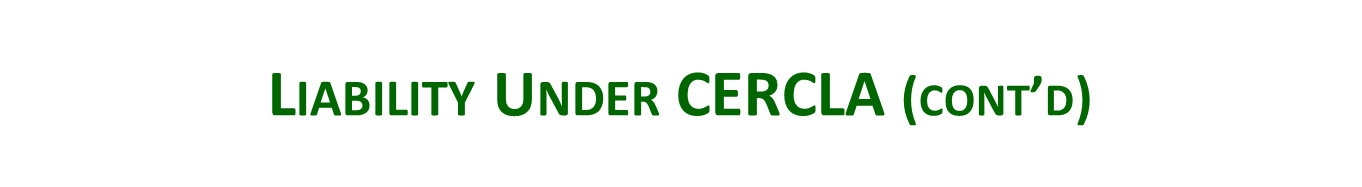 Liability Under CERCLA (cont’d)